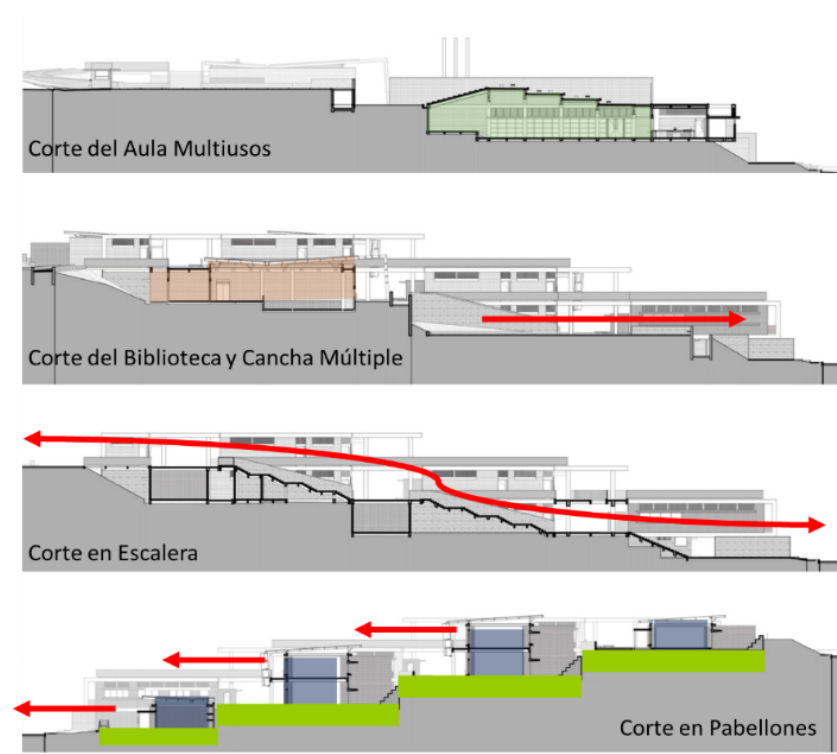 Corte del Aula Multiusos
Corte del Biblioteca y Cancha Múltiple
Corte en Escalera
Corte en Pabellones